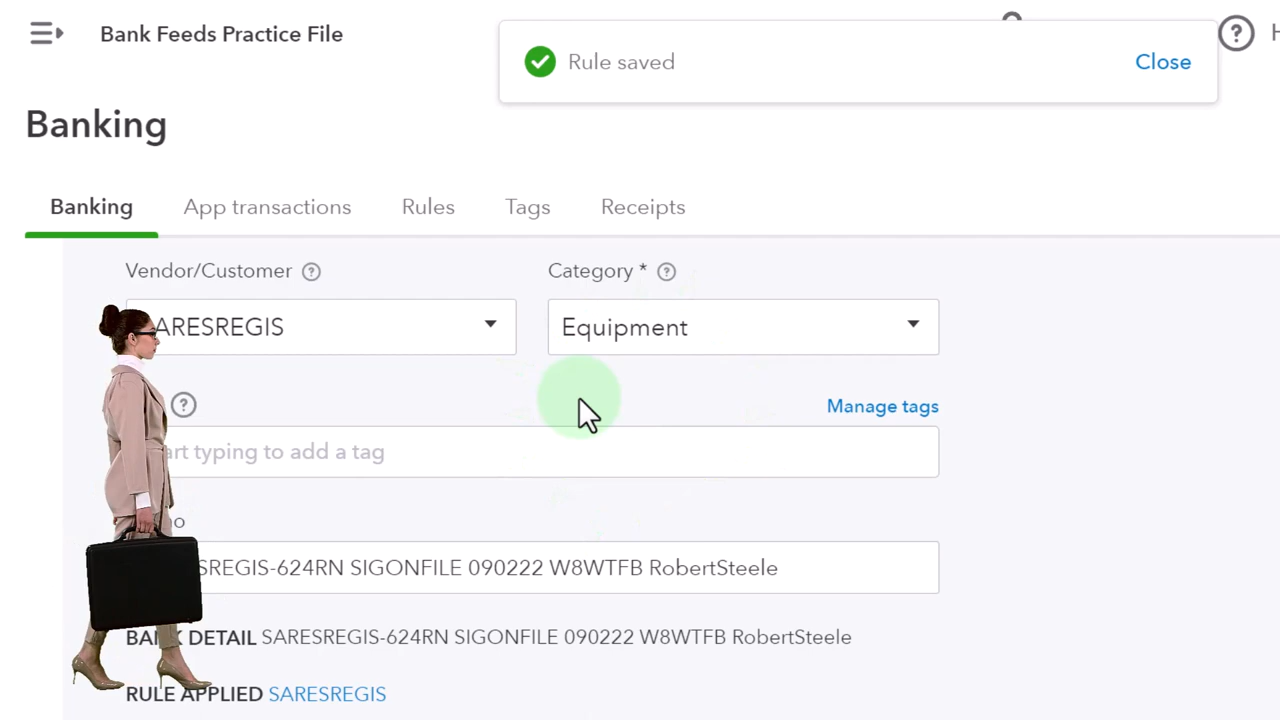 Bank Feeds Practice File
Rule saved
Close
? H
Banking
Banking App transactions Rules Tags Receipts
Vendor/Customer ? Category * ?
ARESREGIS Equipment
? Manage tags
art typing to add a tag
o
SREGIS-624RN SIGONFILE 090222 W8WTFB RobertSteele
BANK DETAIL SARESREGIS-624RN SIGONFILE 090222 W8WTFB RobertSteele
RULE APPLIED SARESREGIS